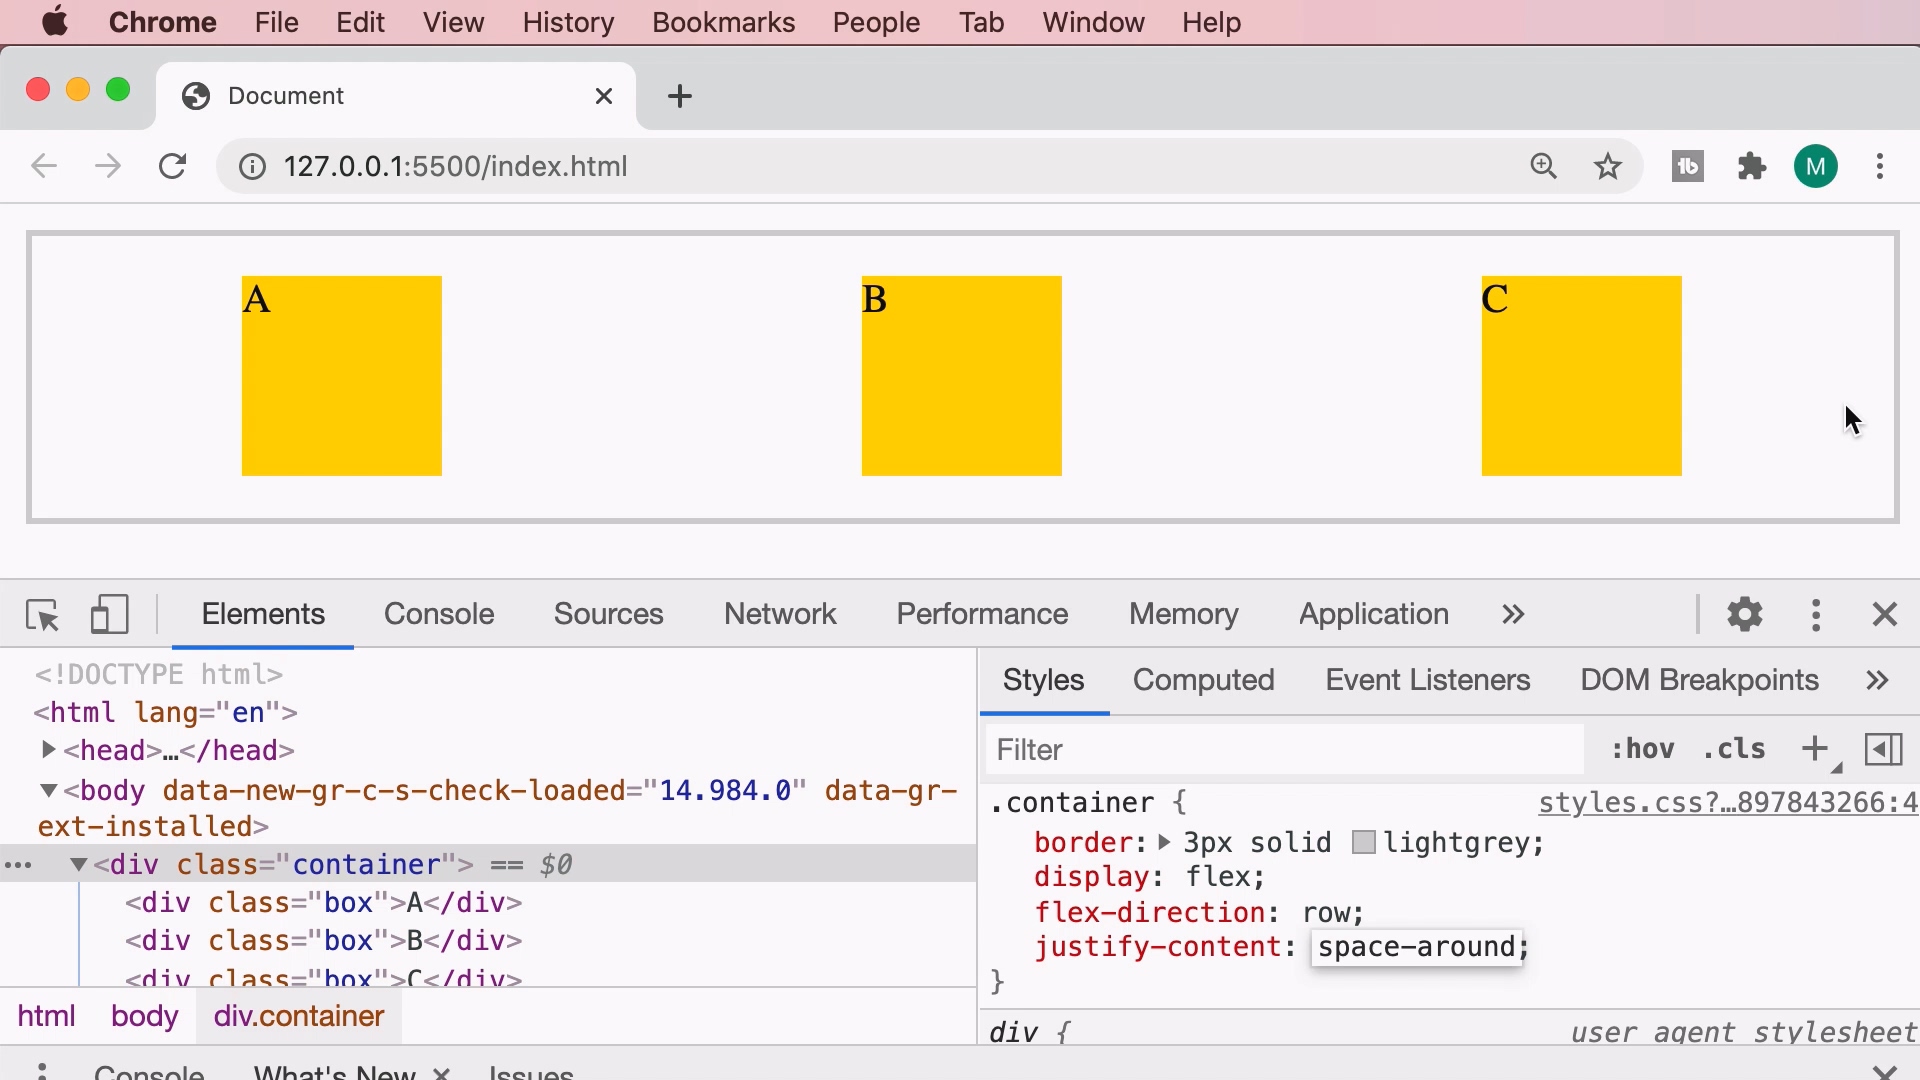 Chrome File Edit View History Bookmarks People Tab Window Help
Document
127.0.0.1:5500/index.html
M
A B C
Elements Console Sources Network Performance Memory Application
<!DOCTYPE html>
<html lang="en">
<head>…</head>
<body data-new-gr-c-s-check-loaded="14.984.0" data-gr-
ext-installed>
<div class="container"> == $0
<div class="box">A</div>
<div class="box">B</div>
<div class="box">C</div>
html body div.container
Styles Computed Event Listeners DOM Breakpoints
Filter :hov .cls
.container { styles.css?…897843266:4
border: 3px solid lightgrey;
display: flex;
flex-direction: row;
justify-content: space-around;
}
div { user agent stylesheet
Console What's New Issues